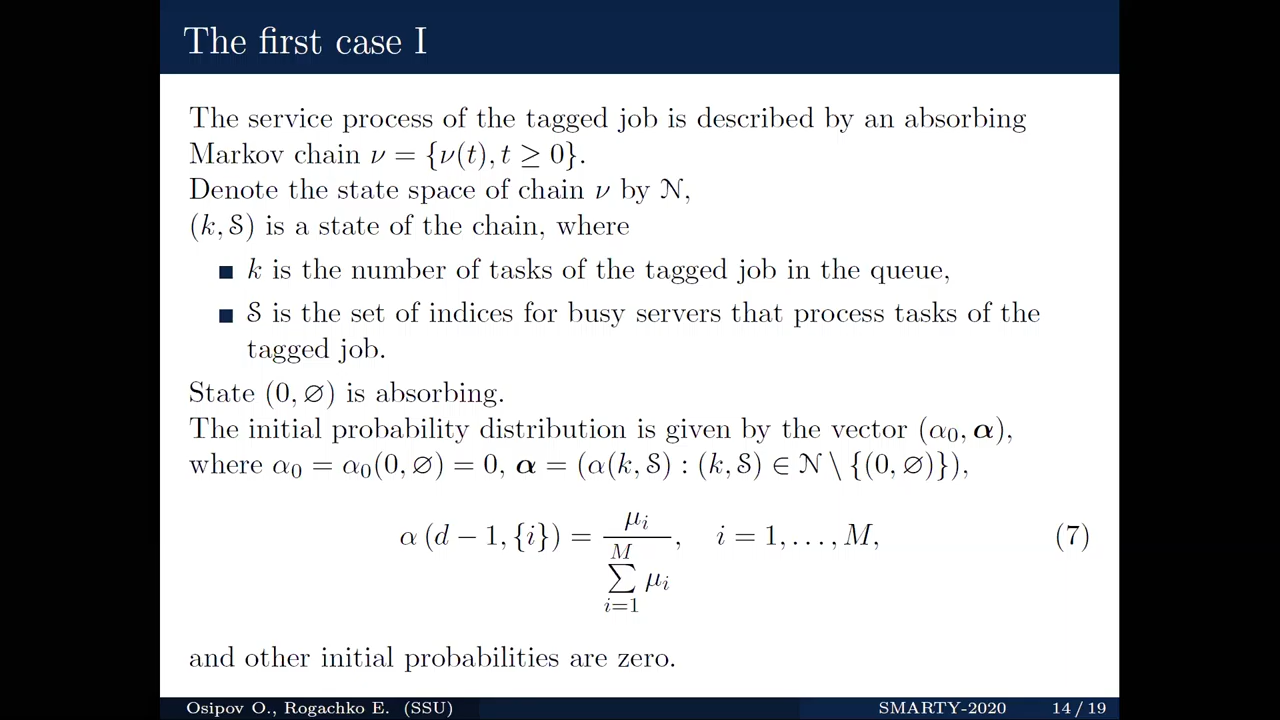 The first case I
The service process of the tagged job is described by an absorbing
Markov chain ν = {ν(t), t ≥ 0}.
Denote the state space of chain ν by 𝒩,
(k, 𝒮) is a state of the chain, where
■ k is the number of tasks of the tagged job in the queue,
■ 𝒮 is the set of indices for busy servers that process tasks of the
tagged job.
State (0, ∅) is absorbing.
The initial probability distribution is given by the vector (α₀, 𝜶),
where α₀ = α₀(0, ∅) = 0, 𝜶 = (α(k, 𝒮) : (k, 𝒮) ∈ 𝒩 \ {(0, ∅)}),
α (d − 1, {i}) = μᵢ / M∑i=1 μᵢ, i = 1, . . . , M, (7)
and other initial probabilities are zero.
Osipov O., Rogachko E. (SSU) SMARTY-2020 14 / 19